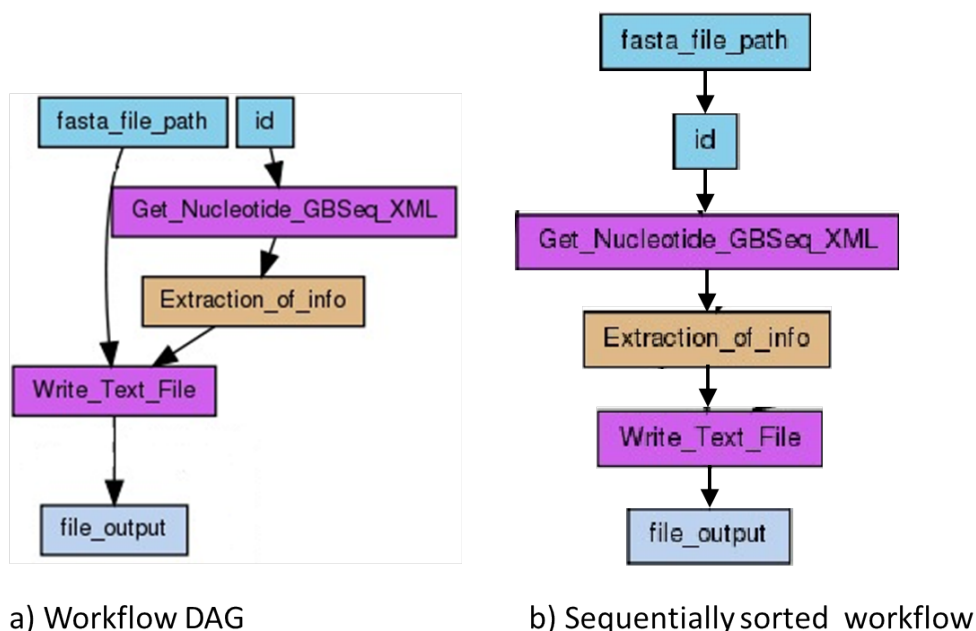 fasta_file_path
id
Get_Nucleotide_GBSeq_XML
Extraction_of_info
Write_Text_File
file_output
a) Workflow DAG
fasta_file_path
id
Get_Nucleotide_GBSeq_XML
Extraction_of_info
Write_Text_File
file_output
b) Sequentially sorted workflow